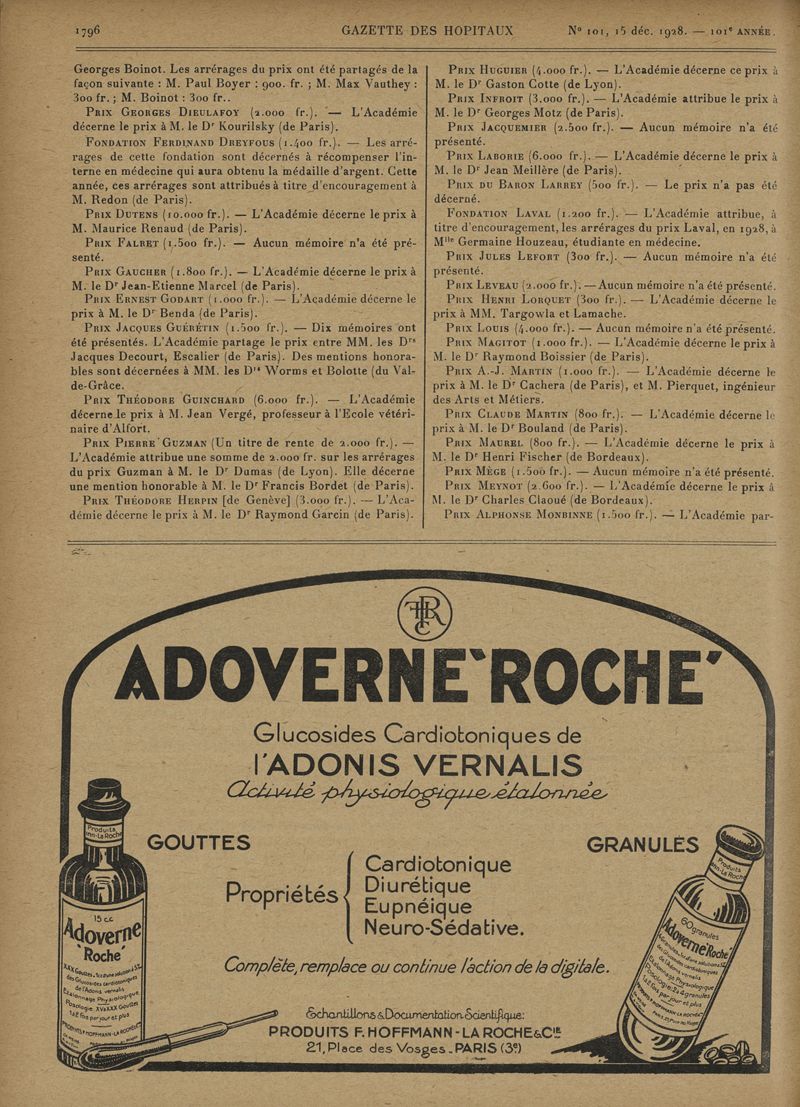 1796
GAZETTE DES HOPITAUX
N° 101, 15 déc. 1928. — 101e ANNÉE.
Georges Boinot. Les arrérages du prix ont été partagés de la
façon suivante : M. Paul Boyer : 900. fr. ; M. Max Vauthey :
300 fr. ; M. Boinot : 300 fr..
PRIX GEORGES DIEULAFOY (2.000 fr.). — L'Académie
décerne le prix à M. le Dr Kourilsky (de Paris).
FONDATION FERDINAND DREYFOUS (1.400 fr.). — Les arré-
rages de cette fondation sont décernés à récompenser l'in-
terne en médecine qui aura obtenu la médaille d'argent. Cette
année, ces arrérages sont attribués à titre d'encouragement à
M. Redon (de Paris).
PRIX DUTENS (10.000 fr.). — L'Académie décerne le prix à
M. Maurice Renaud (de Paris).
PRIX FALRET (1.500 fr.). — Aucun mémoire n'a été pré-
senté.
PRIX GAUCHER (1.800 fr.). — L'Académie décerne le prix à
M. le Dr Jean-Etienne Marcel (de Paris).
PRIX ERNEST GODART (1.000 fr.). — L'Académie décerne le
prix à M. le Dr Benda (de Paris).
PRIX JACQUES GUÉRÉTIN (1.500 fr.). — Dix mémoires ont
été présentés. L'Académie partage le prix entre MM. les Drs
Jacques Decourt, Escalier (de Paris). Des mentions honora-
bles sont décernées à MM. les Drs Worms et Bolotte (du Val-
de-Grâce.
PRIX THÉODORE GUINCHARD (6.000 fr.). — L'Académie
décerne le prix à M. Jean Vergé, professeur à l'Ecole vétéri-
naire d'Alfort.
PRIX PIERRE GUZMAN (Un titre de rente de 2.000 fr.). —
L'Académie attribue une somme de 2.000 fr. sur les arrérages
du prix Guzman à M. le Dr Dumas (de Lyon). Elle décerne
une mention honorable à M. le Dr Francis Bordet (de Paris).
PRIX THÉODORE HERPIN [de Genève] (3.000 fr.). — L'Aca-
démie décerne le prix à M. le Dr Raymond Garcin (de Paris).
PRIX HUGUIER (4.000 fr.). — L'Académie décerne ce prix à
M. le Dr Gaston Cotte (de Lyon).
PRIX INFROIT (3.000 fr.). — L'Académie attribue le prix à
M. le Dr Georges Motz (de Paris).
PRIX JACQUEMIER (2.500 fr.). — Aucun mémoire n'a été
présenté.
PRIX LABORIE (6.000 fr.). — L'Académie décerne le prix à
M. le Dr Jean Meillère (de Paris).
PRIX DU BARON LARREY (500 fr.). — Le prix n'a pas été
décerné.
FONDATION LAVAL (1.200 fr.). — L'Académie attribue, à
titre d'encouragement, les arrérages du prix Laval, en 1928, à
Mlle Germaine Houzeau, étudiante en médecine.
PRIX JULES LEFORT (300 fr.). — Aucun mémoire n'a été
présenté.
PRIX LEVEAU (2.000 fr.). — Aucun mémoire n'a été présenté.
PRIX HENRI LORQUET (300 fr.). — L'Académie décerne le
prix à MM. Targowla et Lamache.
PRIX LOUIS (4.000 fr.). — Aucun mémoire n'a été présenté.
PRIX MAGITOT (1.000 fr.). — L'Académie décerne le prix à
M. le Dr Raymond Boissier (de Paris).
PRIX A.-J. MARTIN (1.000 fr.). — L'Académie décerne le
prix à M. le Dr Cachera (de Paris), et M. Pierquet, ingénieur
des Arts et Métiers.
PRIX CLAUDE MARTIN (800 fr.). — L'Académie décerne le
prix à M. le Dr Bouland (de Paris).
PRIX MAUREL (800 fr.). — L'Académie décerne le prix à
M. le Dr Henri Fischer (de Bordeaux).
PRIX MÈGE (1.500 fr.). — Aucun mémoire n'a été présenté.
PRIX MEYNOT (2.600 fr.). — L'Académie décerne le prix à
M. le Dr Charles Claoué (de Bordeaux).
PRIX ALPHONSE MONBINNE (1.500 fr.). — L'Académie par-
ADOVERNE "ROCHE"
Glucosides Cardiotoniques de
l'ADONIS VERNALIS
Activité physiologique étalonnée
GOUTTES
GRANULES
Propriétés
Cardiotonique
Diurétique
Eupnéique
Neuro-Sédative.
Complète, remplace ou continue l'action de la digitale.
Échantillons & Documentation Scientifique:
PRODUITS F. HOFFMANN-LA ROCHE & Cie
21, Place des Vosges - PARIS (3e)
Produits
15 cc
Adoverne
'Roche'
Produits
60 granules
Adoverne 'Roche'